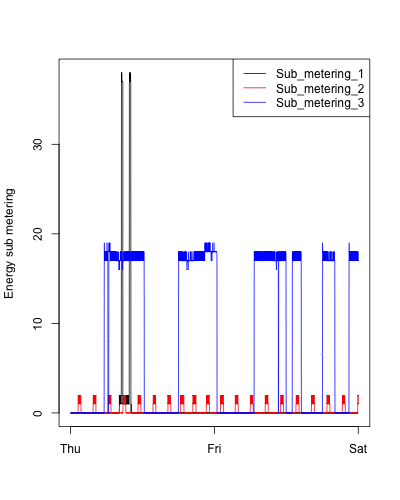 Sub_metering_1
Sub_metering_2
Sub_metering_3
Energy sub metering
30
20
10
0
Thu Fri Sat